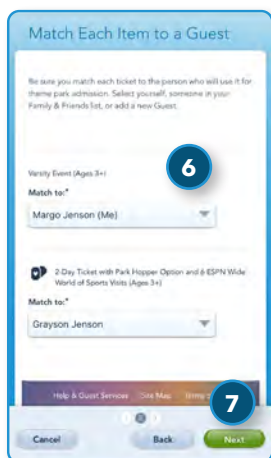 Match Each Item to a Guest
Be sure you match each ticket to the person who will use it for
theme park admission. Select yourself, someone in your
Family & Friends list, or add a new Guest.
6
Varsity Event (Ages 3+)
Match to:*
Margo Jenson (Me)
2-Day Ticket with Park Hopper Option and 6 ESPN Wide
World of Sports Visits (Ages 3+)
Match to:*
Grayson Jenson
Help & Guest Services Site Map
7
Cancel Back Next